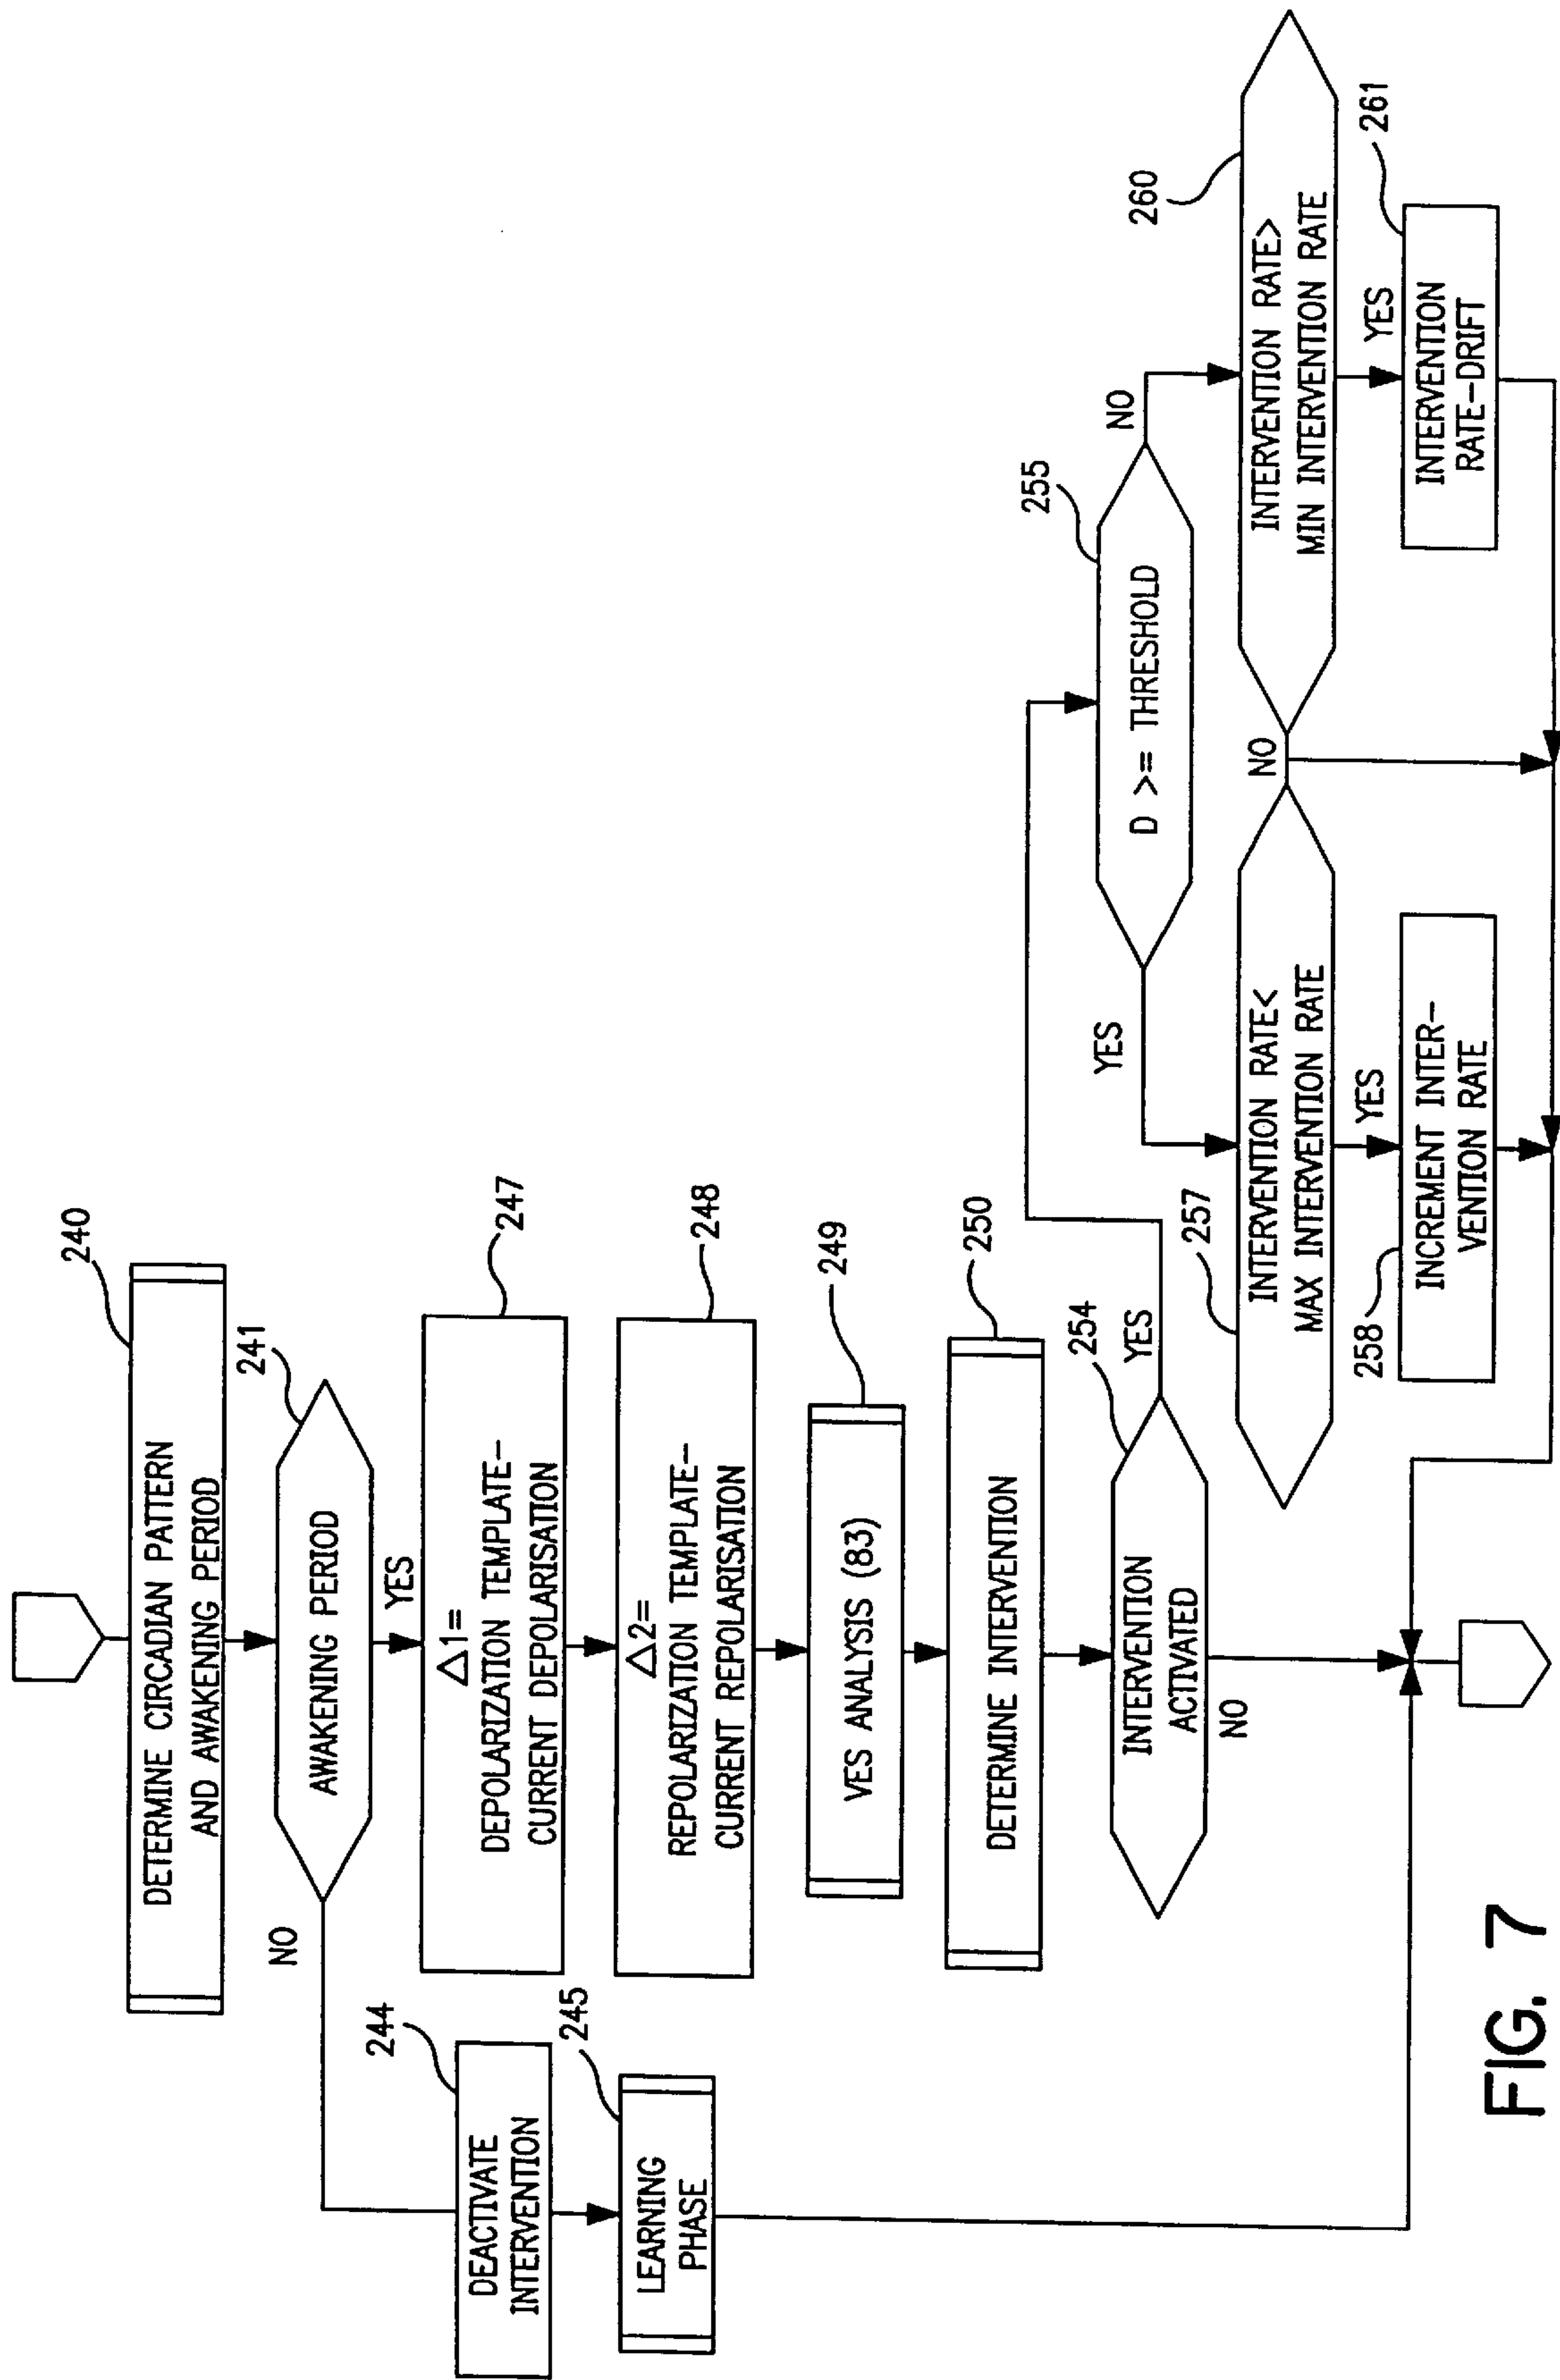 240
DETERMINE CIRCADIAN PATTERN
AND AWAKENING PERIOD
241
AWAKENING PERIOD
NO
YES
244
DEACTIVATE
INTERVENTION
245
LEARNING
PHASE
247
△1=
DEPOLARIZATION TEMPLATE–
CURRENT DEPOLARISATION
248
△2=
REPOLARIZATION TEMPLATE–
CURRENT REPOLARISATION
249
VES ANALYSIS (83)
250
DETERMINE INTERVENTION
254
INTERVENTION
ACTIVATED
YES
NO
255
D >= THRESHOLD
YES
NO
257
INTERVENTION RATE<
MAX INTERVENTION RATE
NO
YES
258
INCREMENT INTER–
VENTION RATE
260
INTERVENTION RATE>
MIN INTERVENTION RATE
YES
261
INTERVENTION
RATE–DRIFT
FIG. 7